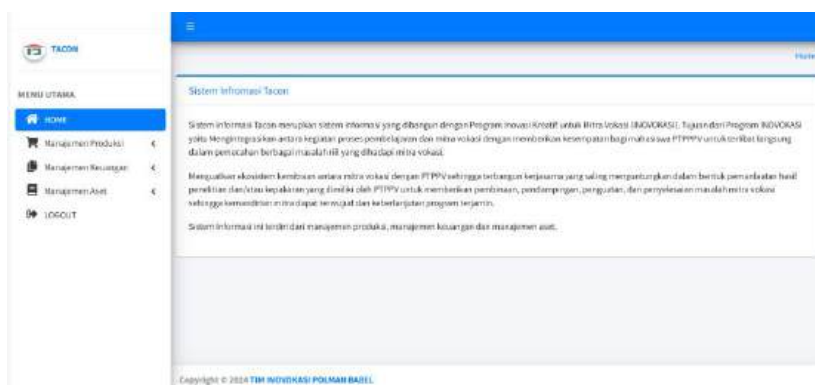 TACON
Home
MENU UTAMA
HOME
Manajemen Produksi
Manajemen Keuangan
Manajemen Aset
LOGOUT
Sistem Infromasi Tacon
Sistem informasi Tacon merupkan sistem informasi yang dibangun dengan Program Inovasi Kreatif untuk Mitra Vokasi (INOVOKASI). Tujuan dari Program INOVOKASI
yaitu Mengintegrasikan antara kegiatan proses pembelajaran dan mitra vokasi dengan memberikan kesempatan bagi mahasiswa PTPPV untuk terlibat langsung
dalam pemecahan berbagai masalah riil yang dihadapi mitra vokasi.
Menguatkan ekosistem kemitraan antara mitra vokasi dengan PTPPV sehingga terbangun kerjasama yang saling menguntungkan dalam bentuk pemanfaatan hasil
penelitian dan/atau kepakaran yang dimiliki oleh PTPPV untuk memberikan pembinaan, pendampingan, penguatan, dan penyelesaian masalah mitra vokasi
sehingga kemandirian mitra dapat terwujud dan keberlanjutan program terjamin.
Sistem Informasi ini terdiri dari manajemen produksi, manajemen keuangan dan manajemen aset.
Copyright © 2024 TIM INOVOKASI POLMAN BABEL.